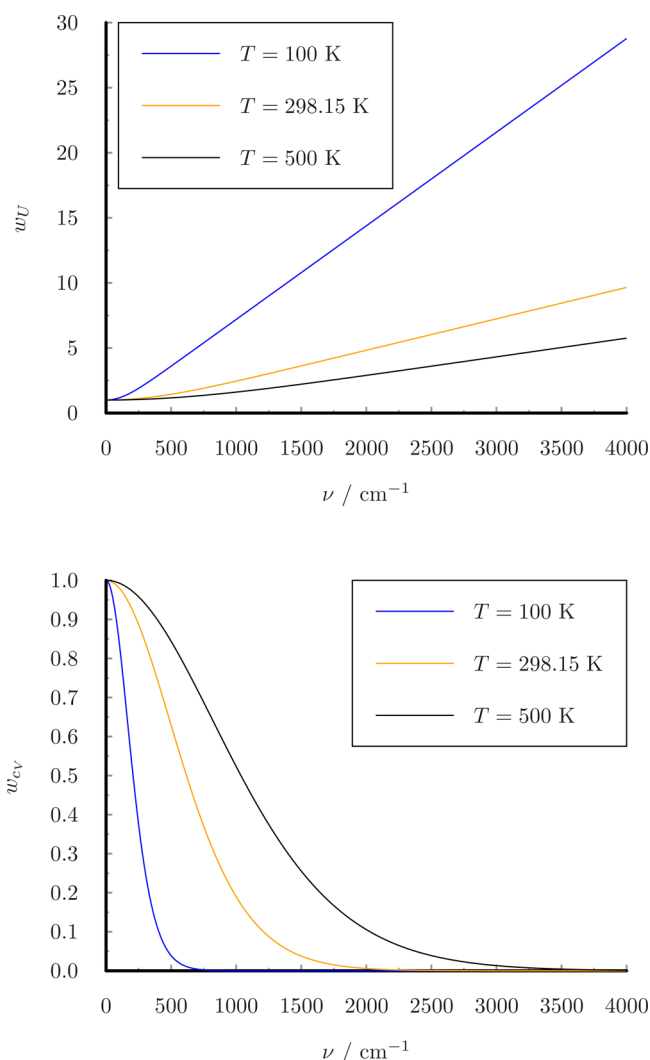 30
25
20
15
10
5
0
w_U
T = 100 K
T = 298.15 K
T = 500 K
0 500 1000 1500 2000 2500 3000 3500 4000
ν / cm⁻¹
1.0
0.9
0.8
0.7
0.6
0.5
0.4
0.3
0.2
0.1
0.0
w_{c_V}
T = 100 K
T = 298.15 K
T = 500 K
0 500 1000 1500 2000 2500 3000 3500 4000
ν / cm⁻¹